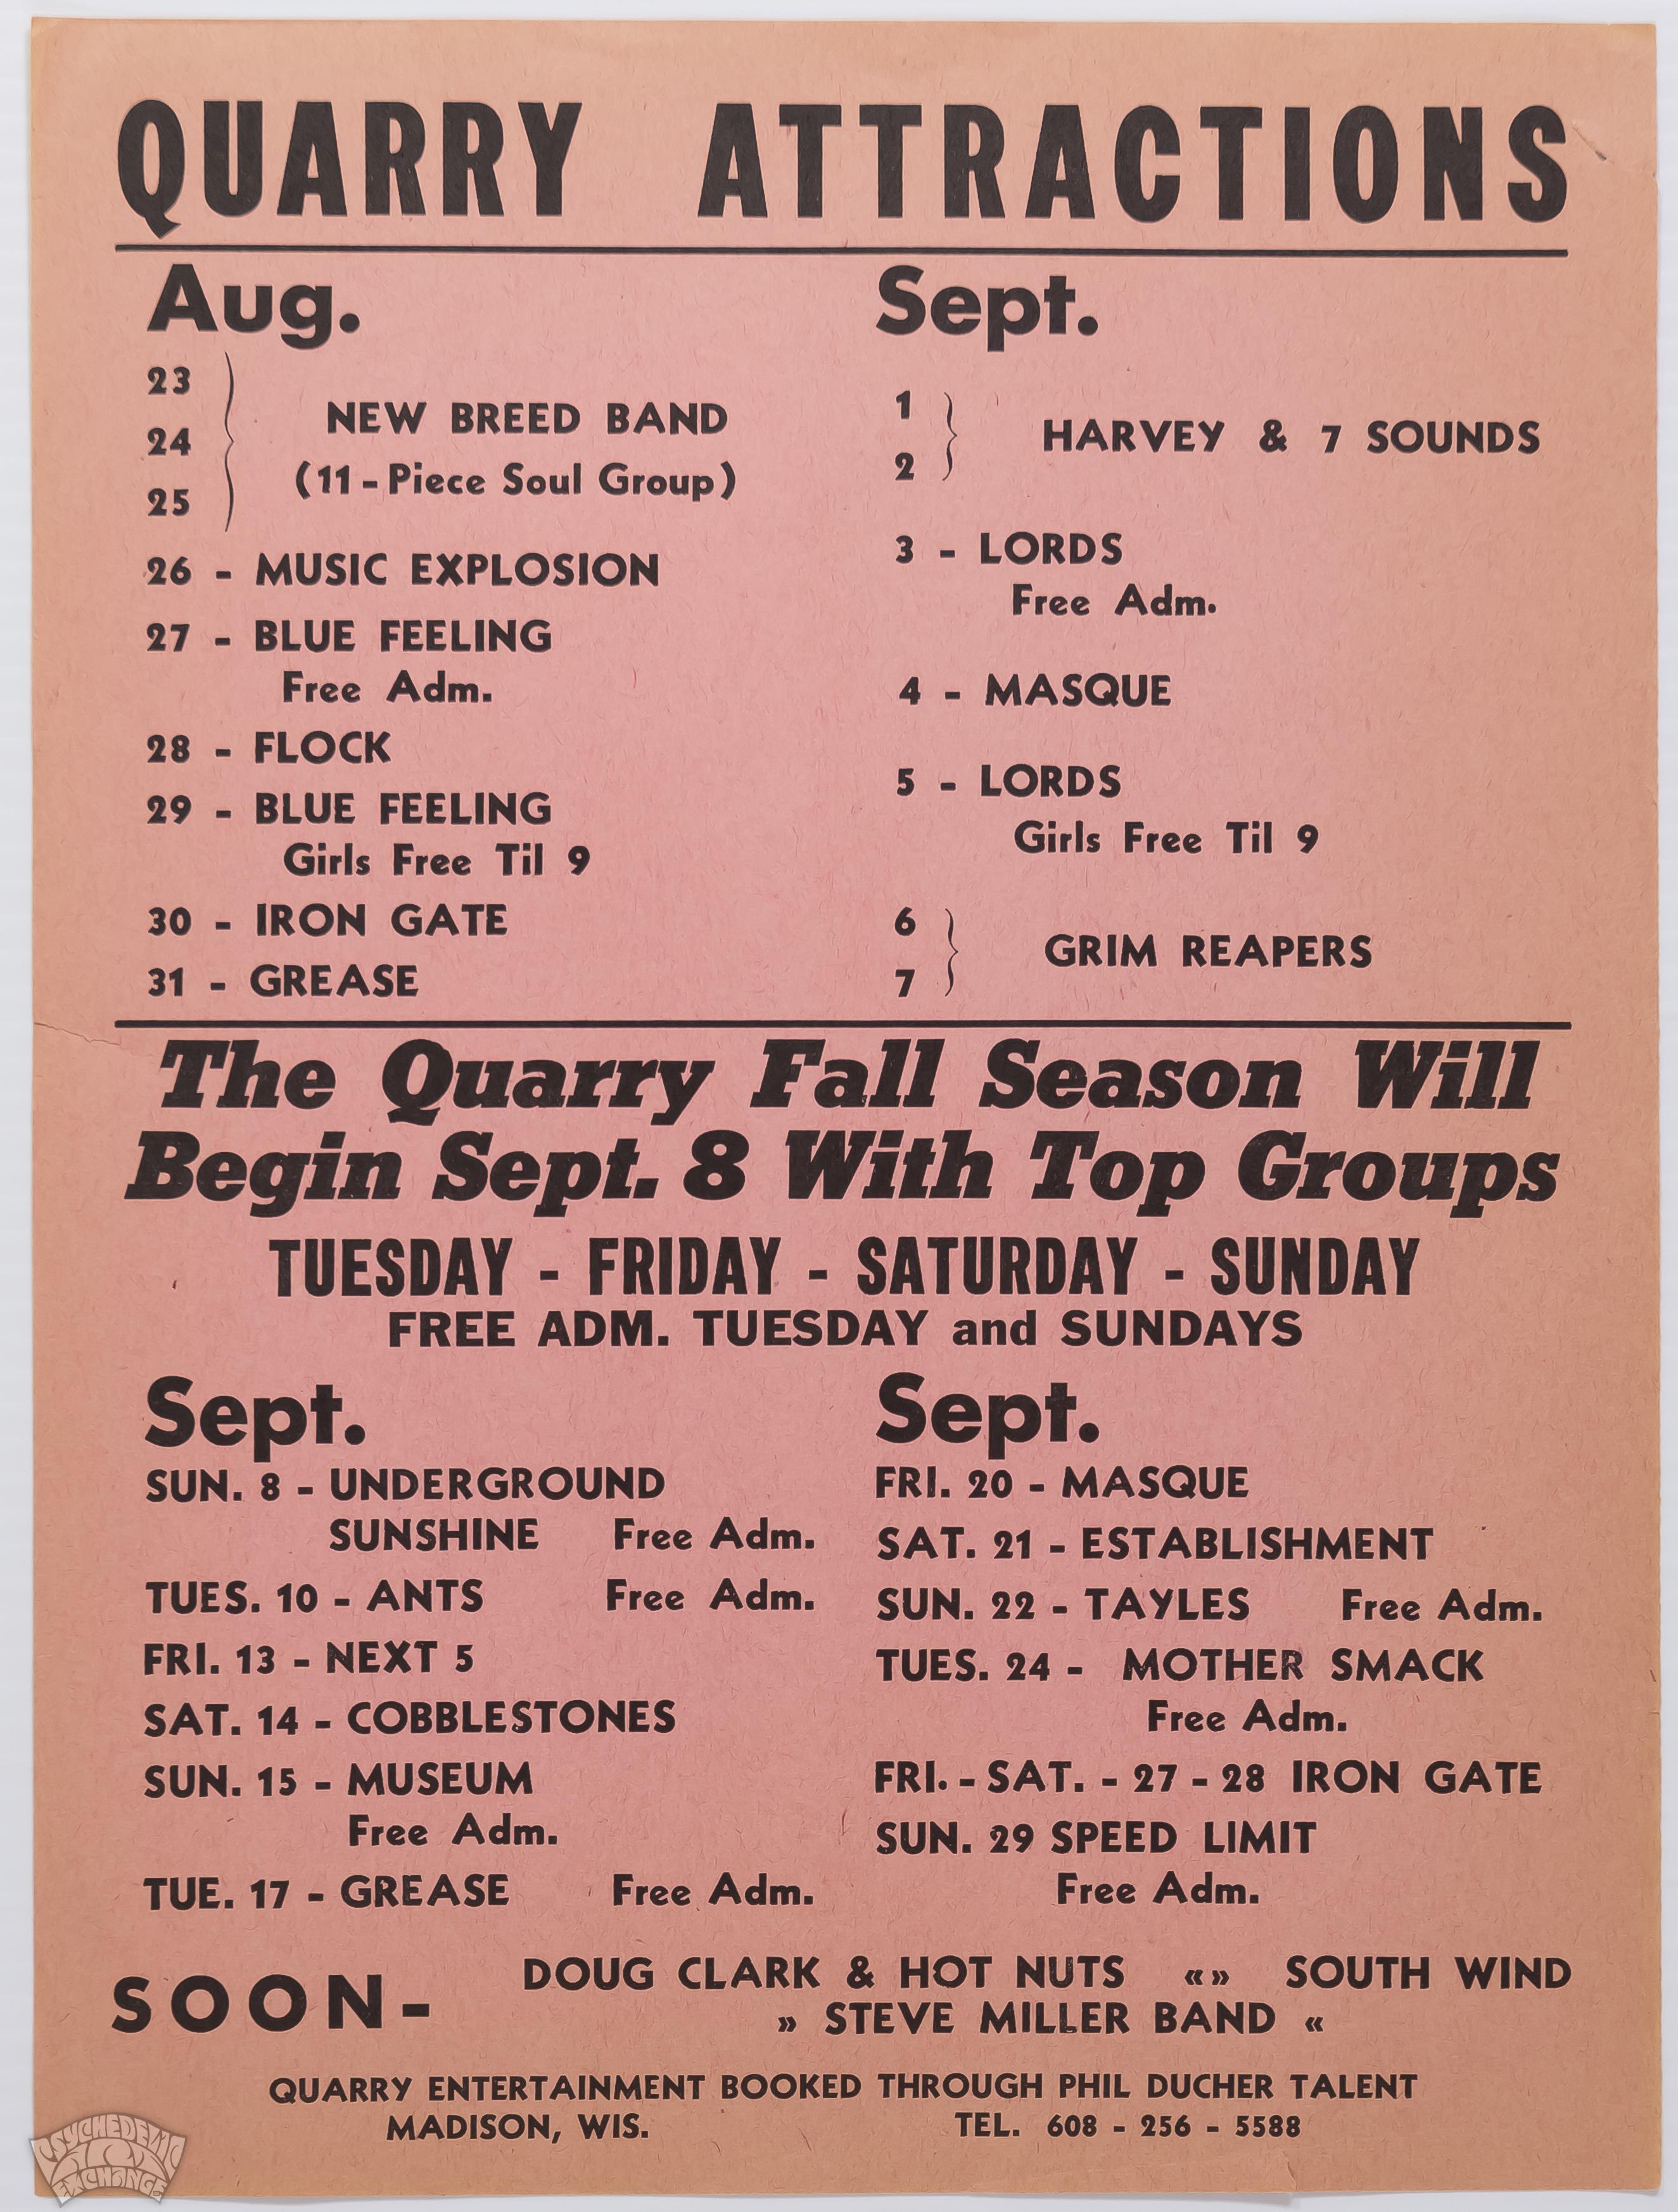 QUARRY ATTRACTIONS
Aug.
23
24
25
NEW BREED BAND
(11-Piece Soul Group)
26 - MUSIC EXPLOSION
27 - BLUE FEELING
Free Adm.
28 - FLOCK
29 - BLUE FEELING
Girls Free Til 9
30 - IRON GATE
31 - GREASE
Sept.
1
2
HARVEY & 7 SOUNDS
3 - LORDS
Free Adm.
4 - MASQUE
5 - LORDS
Girls Free Til 9
6
7
GRIM REAPERS
The Quarry Fall Season Will
Begin Sept. 8 With Top Groups
TUESDAY - FRIDAY - SATURDAY - SUNDAY
FREE ADM. TUESDAY and SUNDAYS
Sept.
SUN. 8 - UNDERGROUND
SUNSHINE Free Adm.
TUES. 10 - ANTS Free Adm.
FRI. 13 - NEXT 5
SAT. 14 - COBBLESTONES
SUN. 15 - MUSEUM
Free Adm.
TUE. 17 - GREASE Free Adm.
Sept.
FRI. 20 - MASQUE
SAT. 21 - ESTABLISHMENT
SUN. 22 - TAYLES Free Adm.
TUES. 24 - MOTHER SMACK
Free Adm.
FRI. - SAT. - 27 - 28 IRON GATE
SUN. 29 SPEED LIMIT
Free Adm.
SOON-
DOUG CLARK & HOT NUTS «» SOUTH WIND
» STEVE MILLER BAND «
QUARRY ENTERTAINMENT BOOKED THROUGH PHIL DUCHER TALENT
MADISON, WIS. TEL. 608 - 256 - 5588
PSYCHEDELIC
ART
EXCHANGE